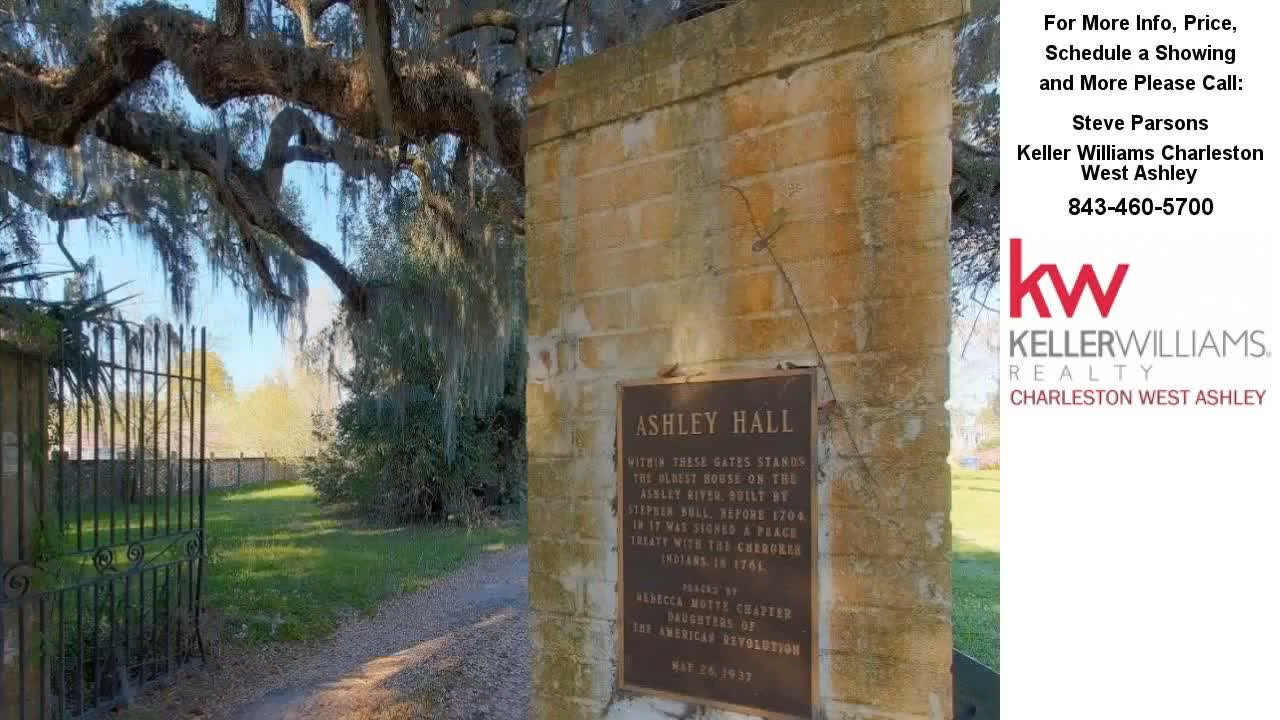 For More Info, Price,
Schedule a Showing
and More Please Call:
Steve Parsons
Keller Williams Charleston
West Ashley
843-460-5700
kw
KELLERWILLIAMS®
REALTY
CHARLESTON WEST ASHLEY
ASHLEY HALL
WITHIN THESE GATES STANDS
THE OLDEST HOUSE ON THE
ASHLEY RIVER, BUILT BY
STEPHEN BULL, BEFORE 1704.
IN IT WAS SIGNED A PEACE
TREATY WITH THE CHEROKEE
INDIANS, IN 1761.
PLACED BY
REBECCA MOTTE CHAPTER
DAUGHTERS OF
THE AMERICAN REVOLUTION
MAY 26, 1937